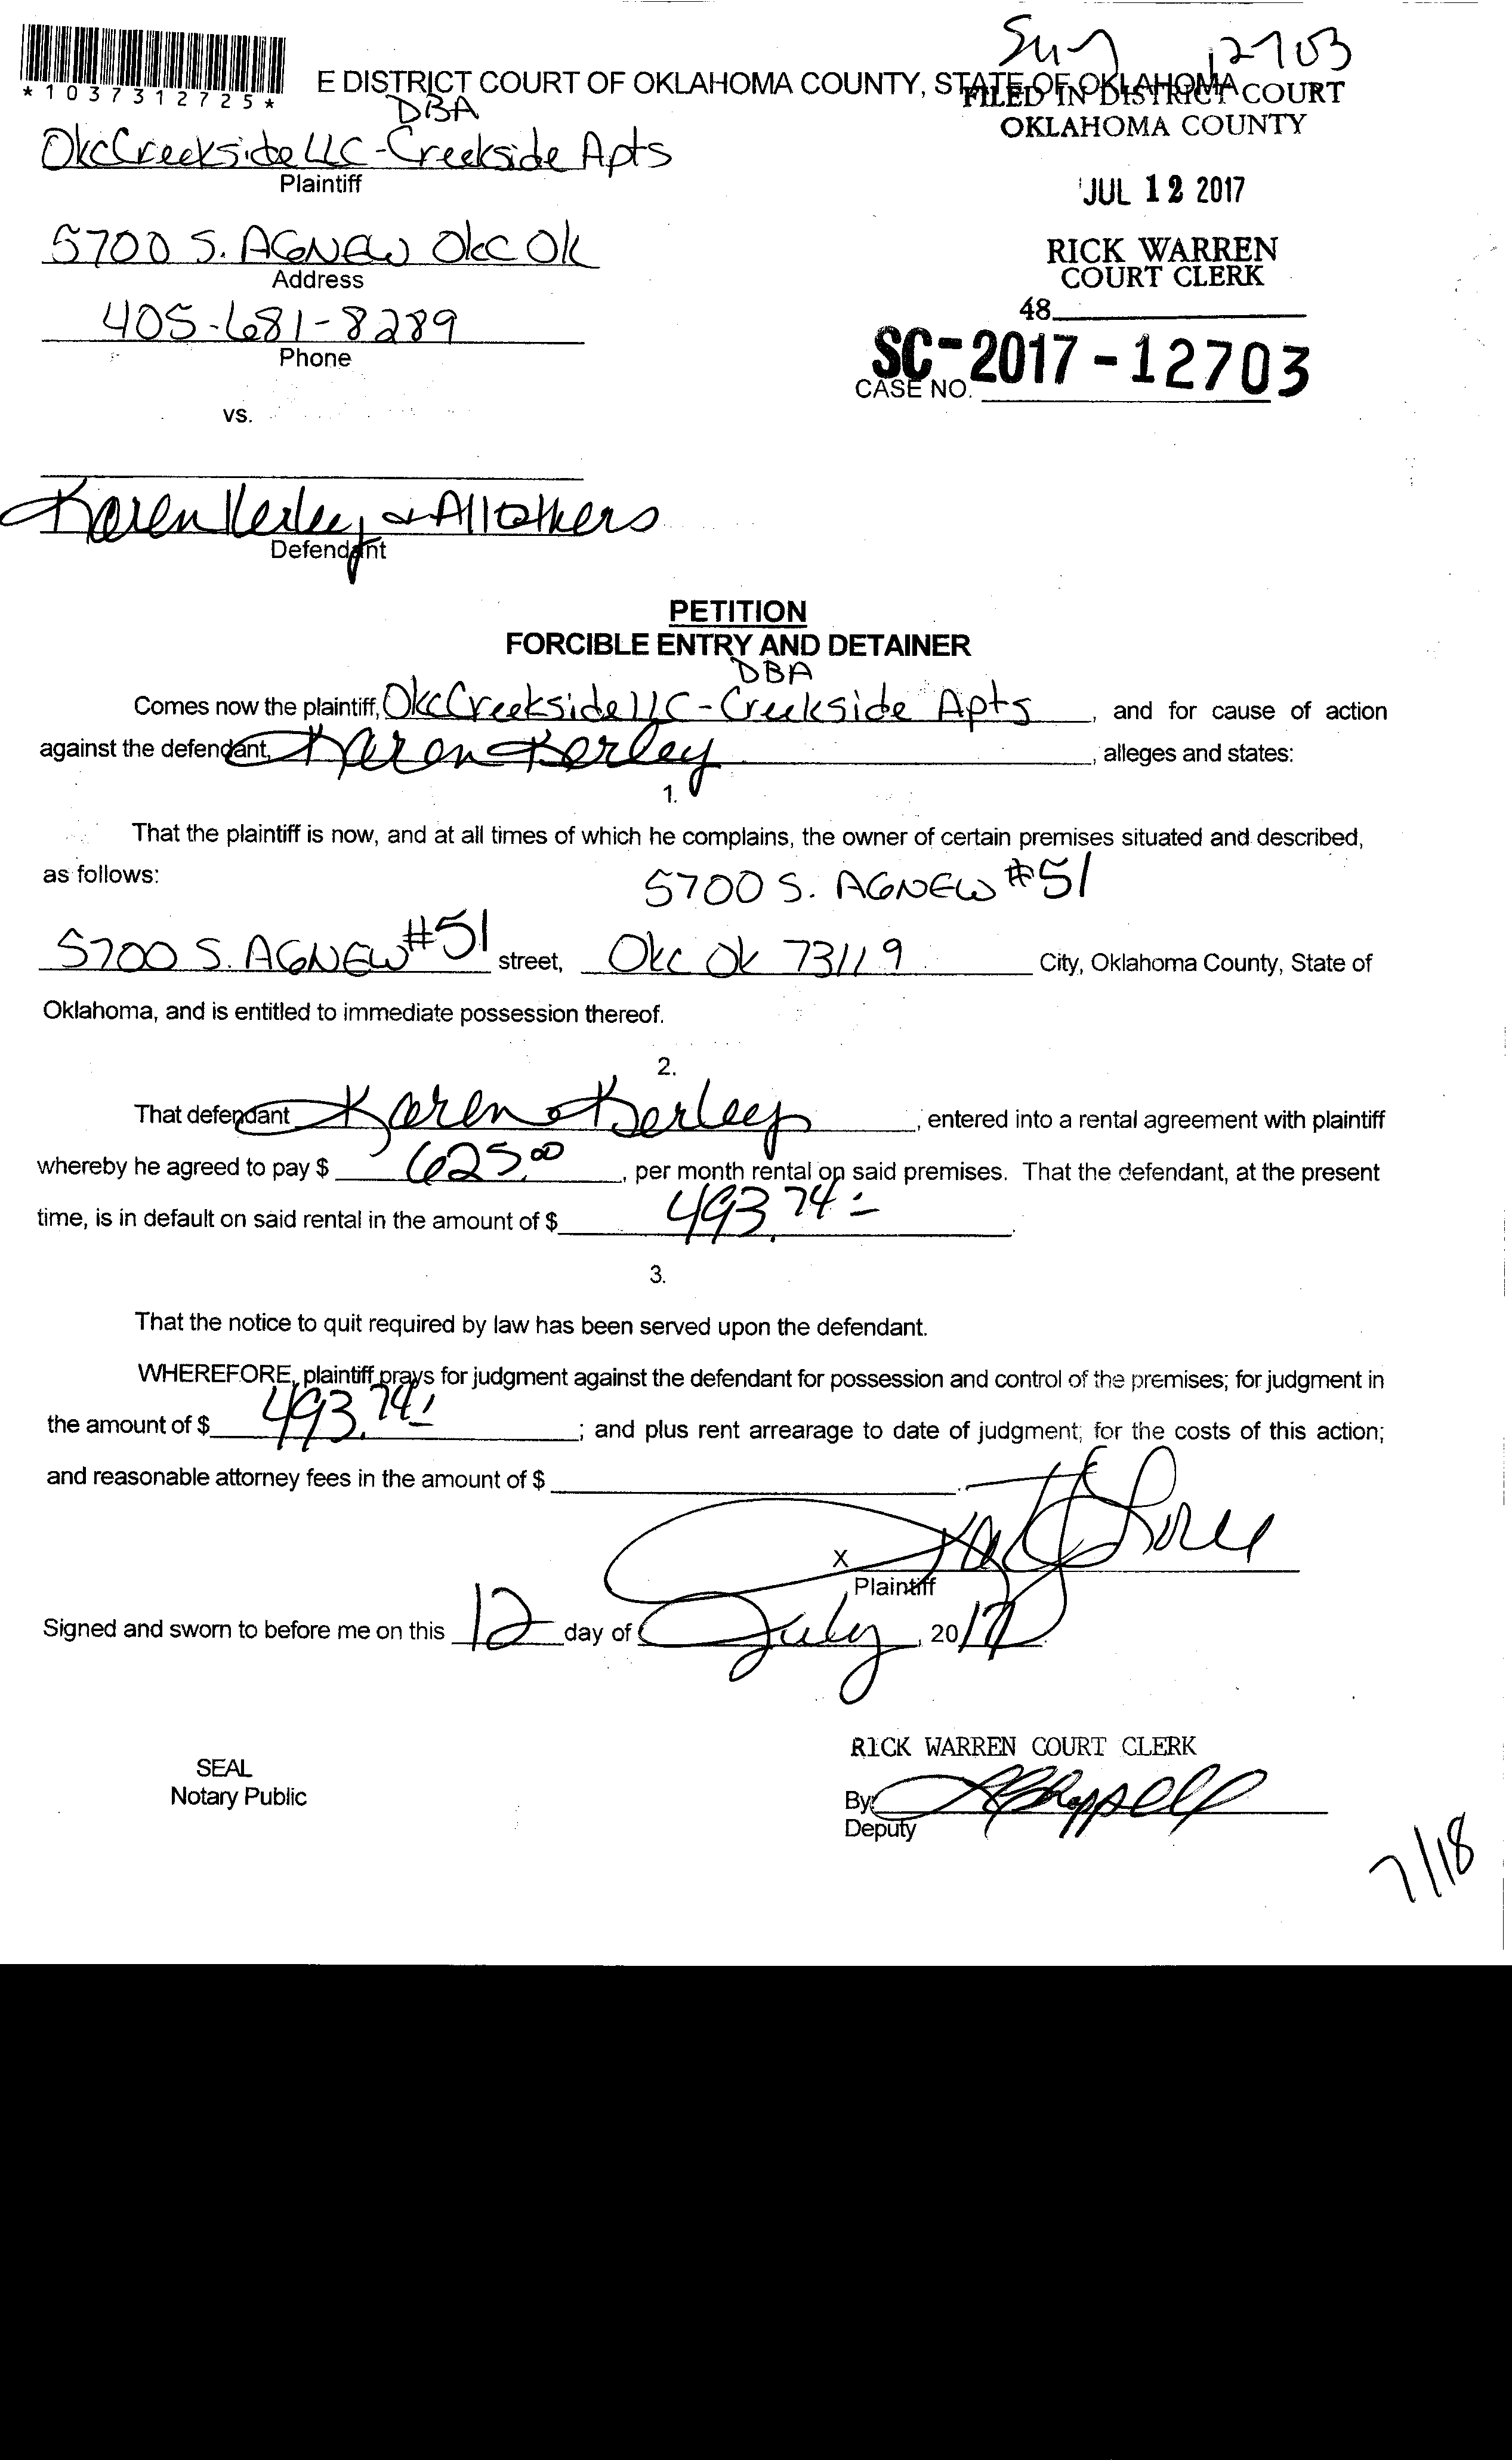 12703
*1037312725*
E DISTRICT COURT OF OKLAHOMA COUNTY, STATE OF OKLAHOMA
FILED IN DISTRICT COURT
OKLAHOMA COUNTY
DBA
OkcCreekside LLC - Creekside Apts
Plaintiff
JUL 12 2017
5700 S. AGNEW OKC OK
Address
RICK WARREN
COURT CLERK
405-681-8289
Phone
48
SC-2017-12703
CASE NO.
vs.
Karen Kerley & All others
Defendant
PETITION
FORCIBLE ENTRY AND DETAINER
DBA
Comes now the plaintiff, OkcCreekside llC - Creekside Apts, and for cause of action
against the defendant, Karen Kerley, alleges and states:
1.
That the plaintiff is now, and at all times of which he complains, the owner of certain premises situated and described,
as follows:
5700 S. AGNEW #51
5700 S. AGNEW #51 street, Okc Ok 73119 City, Oklahoma County, State of
Oklahoma, and is entitled to immediate possession thereof.
2.
That defendant Karen Kerley, entered into a rental agreement with plaintiff
whereby he agreed to pay $ 625.00, per month rental on said premises. That the defendant, at the present
time, is in default on said rental in the amount of $ 493.74.
3.
That the notice to quit required by law has been served upon the defendant.
WHEREFORE, plaintiff prays for judgment against the defendant for possession and control of the premises; for judgment in
the amount of $ 493.74; and plus rent arrearage to date of judgment; for the costs of this action;
and reasonable attorney fees in the amount of $
X
Plaintiff
Signed and sworn to before me on this 12 day of July, 2017.
RICK WARREN COURT CLERK
SEAL
Notary Public
By:
Deputy
7/18